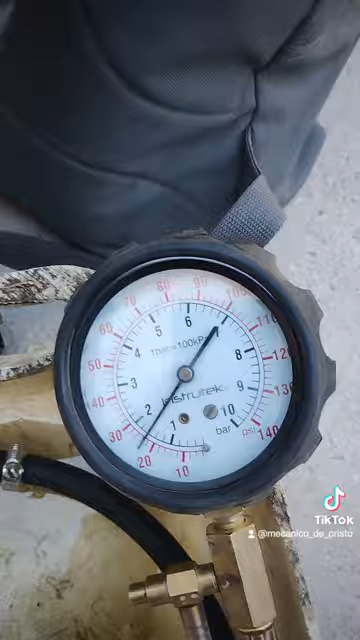 60 70 80 90 100 110
50 120
40 130
30 140
20 10
5 6
4 8
3 9
2 10
1
1bar=100kPa
instrutek
bar psi
TikTok
@mecanico_de_cristo